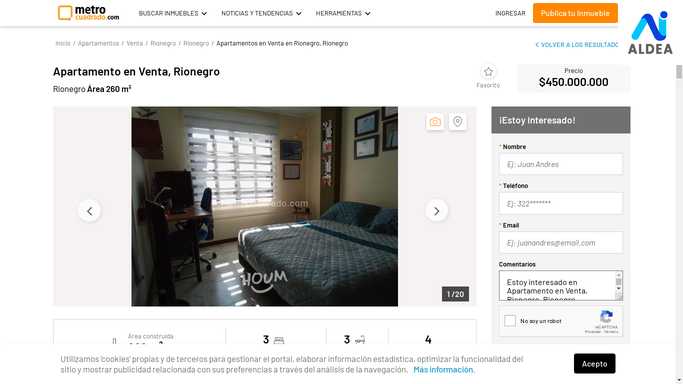 metro
cuadrado.com
BUSCAR INMUEBLES
NOTICIAS Y TENDENCIAS
HERRAMIENTAS
INGRESAR
Publica tu Inmueble
ALDEA
Inicio / Apartamentos / Venta / Rionegro / Rionegro / Apartamentos en Venta en Rionegro, Rionegro
VOLVER A LOS RESULTADO
Apartamento en Venta, Rionegro
Rionegro Área 260 m²
Favorito
Precio
$450.000.000
¡Estoy Interesado!
* Nombre
Ej: Juan Andres
* Teléfono
Ej: 322*******
* Email
Ej: juanandres@email.com
Comentarios
Estoy interesado en
Apartamento en Venta,
Rionegro, Rionegro
No soy un robot
reCAPTCHA
Privacidad - Términos
HOUM
1 / 20
Área construida
3
3
4
Utilizamos 'cookies' propias y de terceros para gestionar el portal, elaborar información estadística, optimizar la funcionalidad del
sitio y mostrar publicidad relacionada con sus preferencias a través del análisis de la navegación. Más información.
Acepto